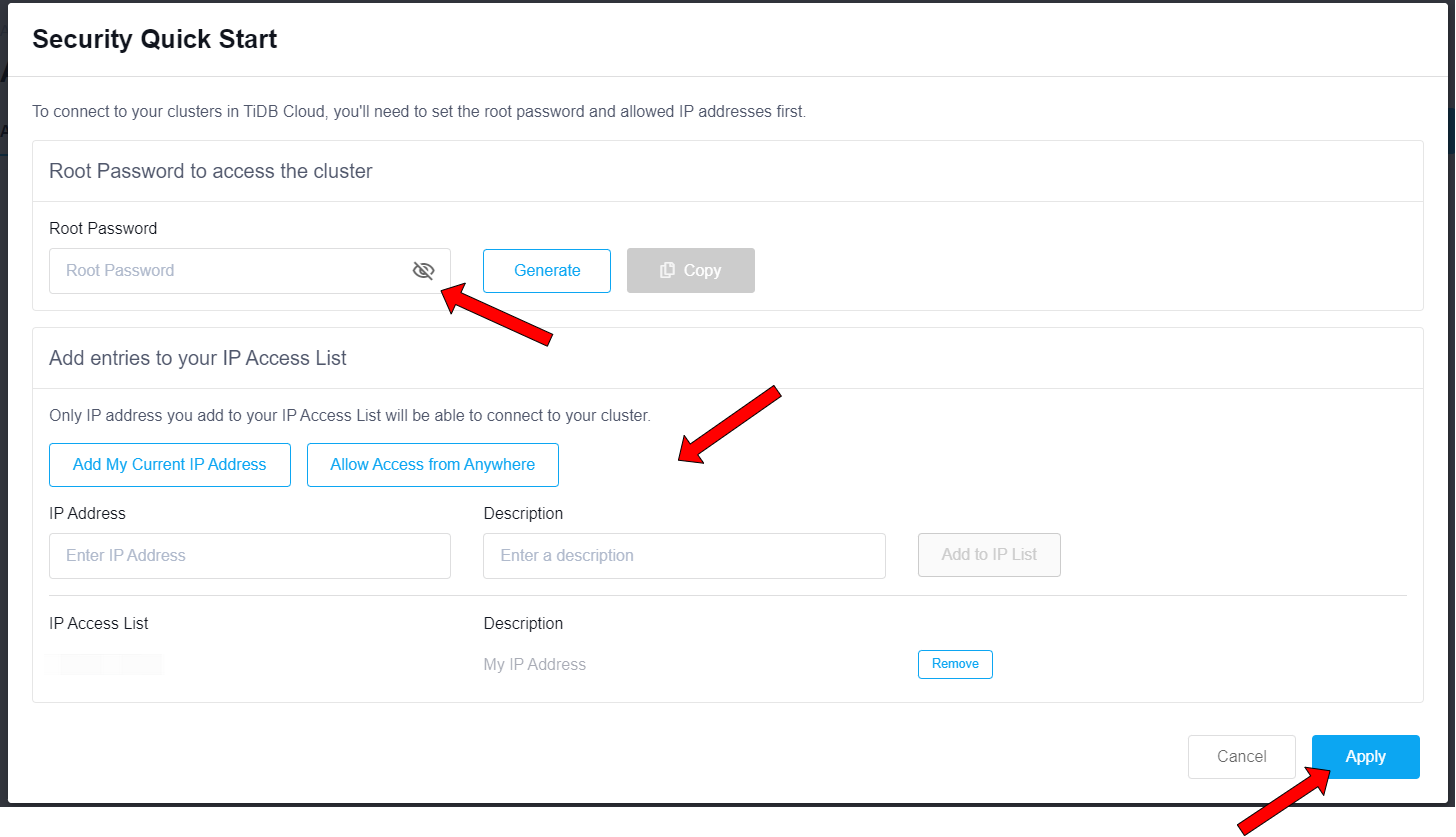 Security Quick Start
To connect to your clusters in TiDB Cloud, you'll need to set the root password and allowed IP addresses first.
Root Password to access the cluster
Root Password
Root Password
Generate
Copy
Add entries to your IP Access List
Only IP address you add to your IP Access List will be able to connect to your cluster.
Add My Current IP Address
Allow Access from Anywhere
IP Address
Description
Enter IP Address
Enter a description
Add to IP List
IP Access List
Description
My IP Address
Remove
Cancel
Apply